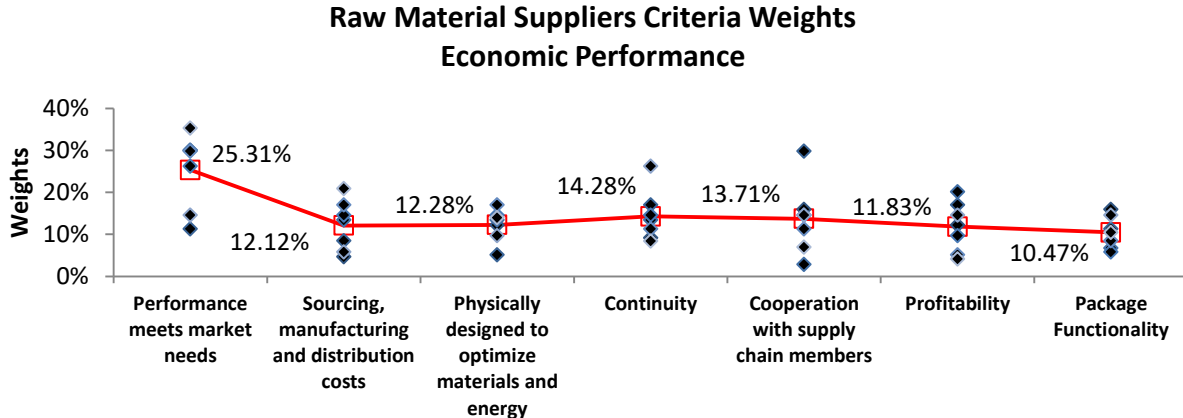 Raw Material Suppliers Criteria Weights
Economic Performance
Weights
40%
30%
20%
10%
0%
25.31%
12.12%
12.28%
14.28%
13.71%
11.83%
10.47%
Performance
meets market
needs
Sourcing,
manufacturing
and distribution
costs
Physically
designed to
optimize
materials and
energy
Continuity
Cooperation
with supply
chain members
Profitability
Package
Functionality